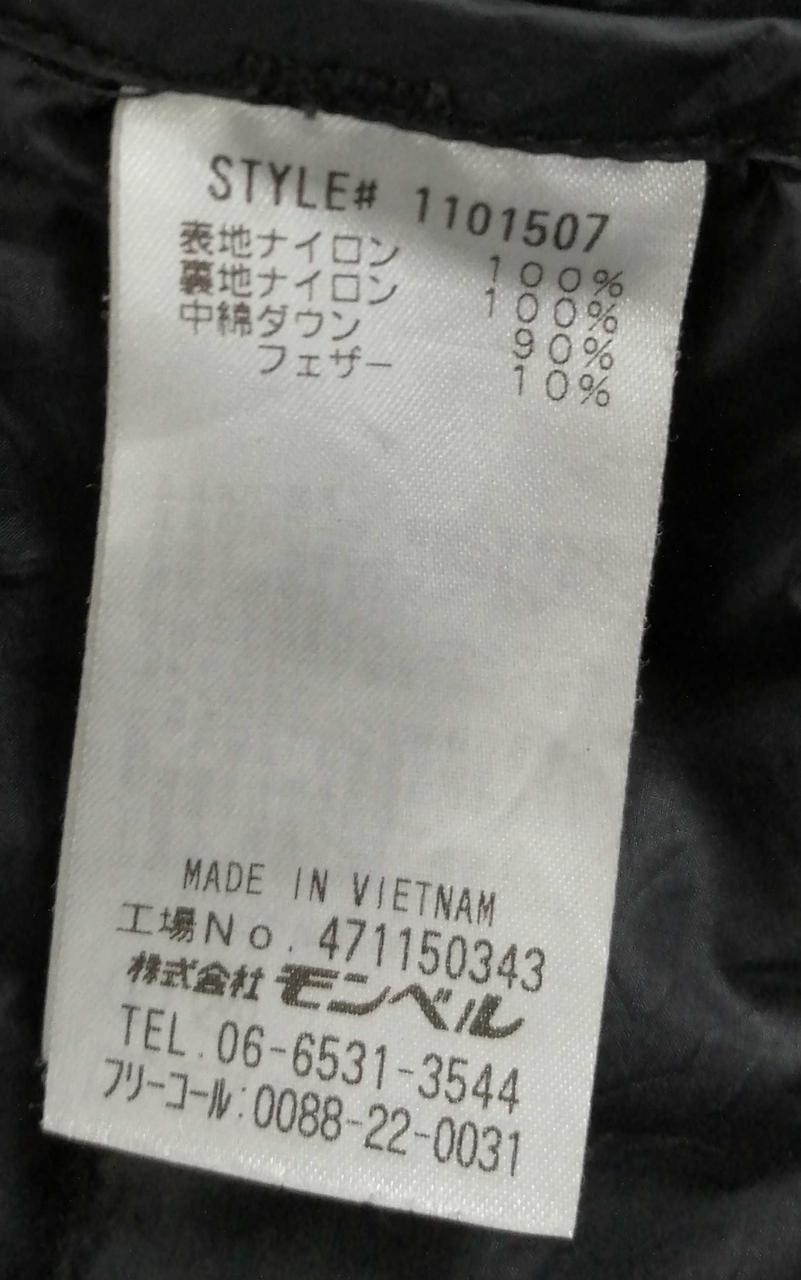 STYLE# 1101507
表地ナイロン 100%
裏地ナイロン 100%
中綿ダウン 90%
フェザー 10%
MADE IN VIETNAM
工場No. 471150343
株式会社 モンベル
TEL.06-6531-3544
フリーコール:0088-22-0031